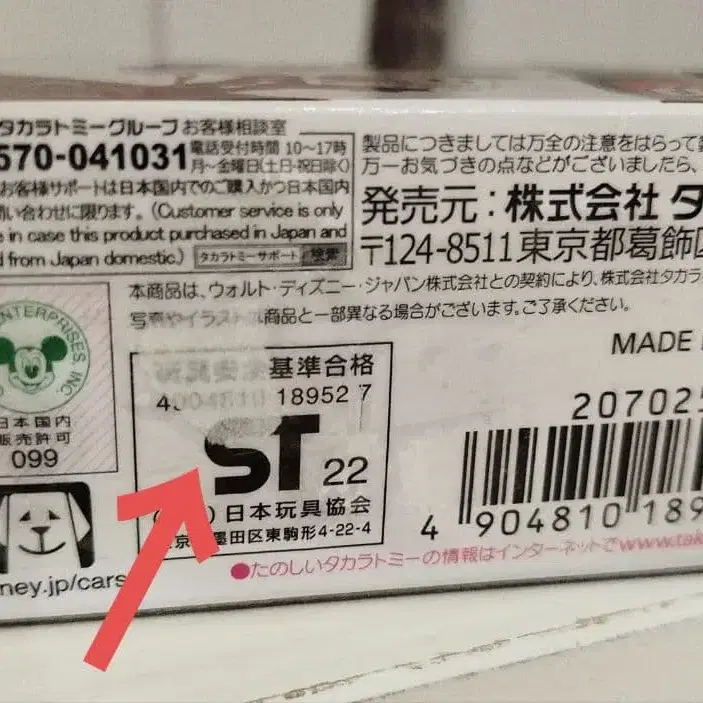 タカラトミーグループ お客様相談室
570-041031 電話受付時間 10〜17時
月〜金曜日(土日・祝日除く)
お客様サポートは日本国内でのご購入かつ日本国内
い合わせに限ります。(Customer service is only
in case this product purchased in Japan and
from Japan domestic.) タカラトミーサポート 検索
製品につきましては万全の注意をはらって
万一お気づきの点などがございましたら、
発売元:株式会社 タ
〒124-8511 東京都葛飾区
本商品は、ウォルト・ディズニー・ジャパン株式会社との契約により、株式会社タカラ
写真やイラスト 商品と一部異なる場合がございます。ご了承ください。
ENTERPRISES, INC
日本国内
販売許可
099
ney.jp/cars
基準合格
18952 7
ST 22
日本玩具協会
墨田区東駒形4-22-4
MADE
20702
4 904810 189
●たのしいタカラトミーの情報はインターネットで www.tak